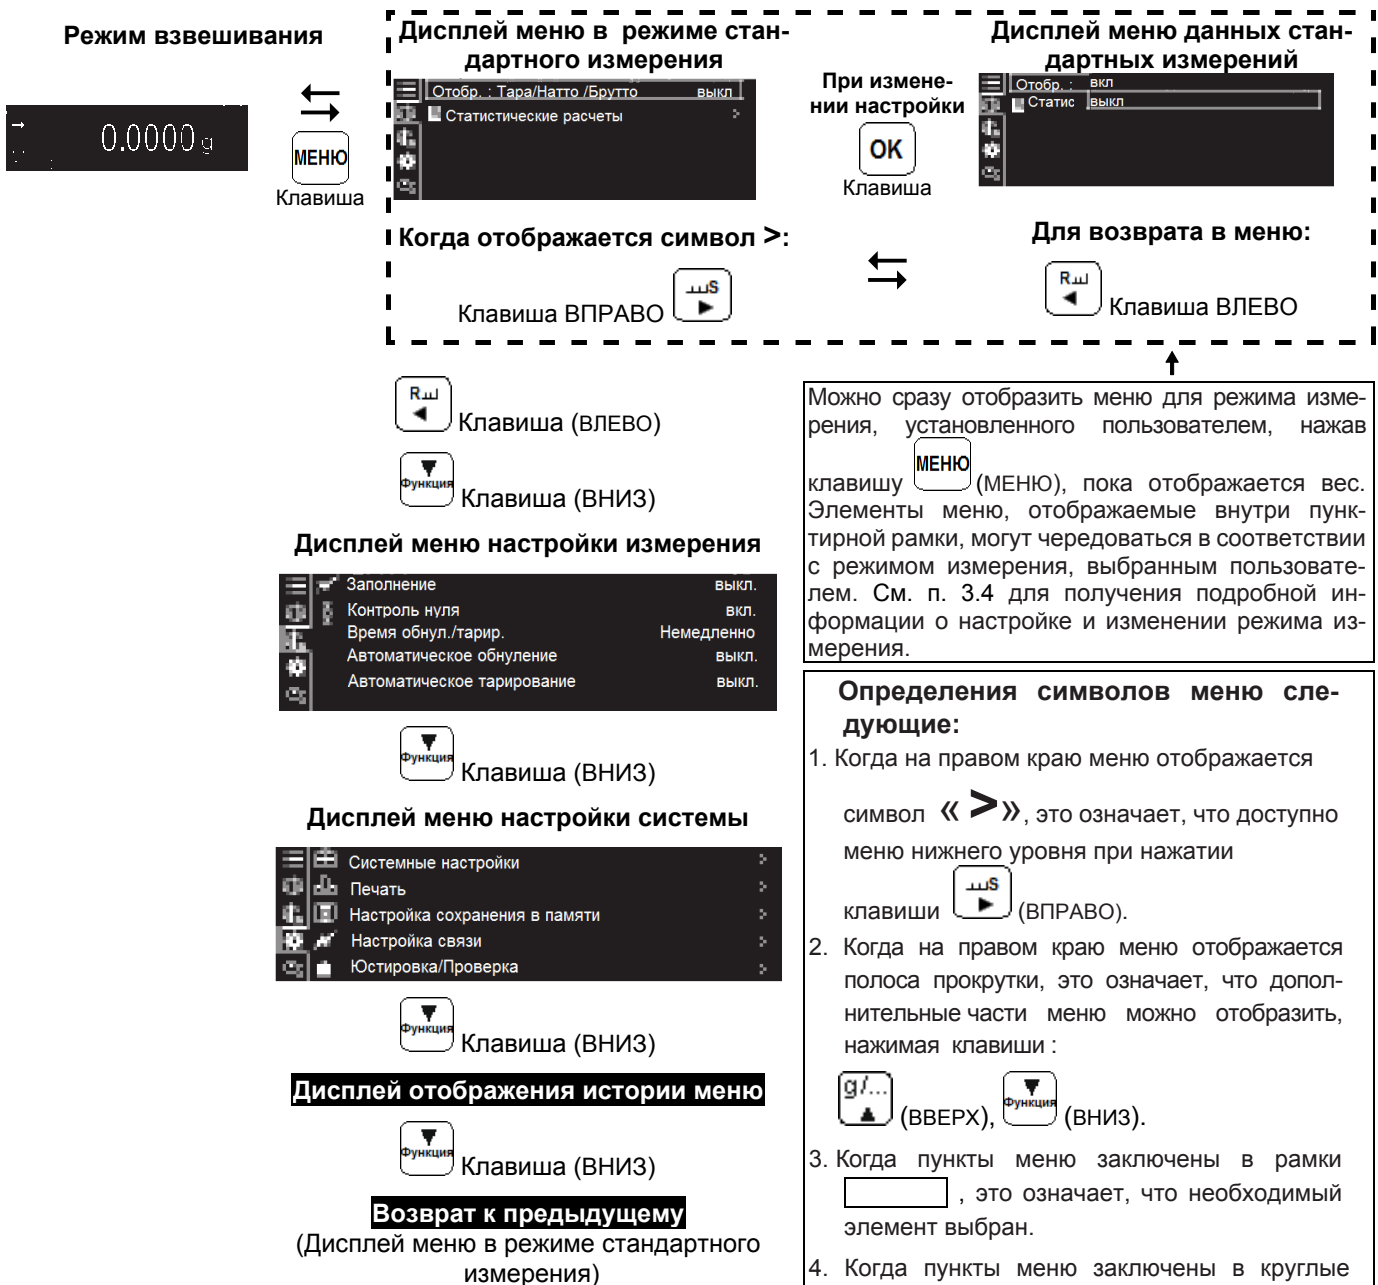 Режим взвешивания
0.0000 g
МЕНЮ
Клавиша
Дисплей меню в режиме стан-
дартного измерения
Отобр. : Тара/Натто /Брутто выкл
Статистические расчеты >
При измене-
нии настройки
OK
Клавиша
Дисплей меню данных стан-
дартных измерений
Отобр. : вкл
Статис выкл
Когда отображается символ >:
Клавиша ВПРАВО
S
Для возврата в меню:
R
Клавиша ВЛЕВО
R
Клавиша (ВЛЕВО)
Функция
Клавиша (ВНИЗ)
Дисплей меню настройки измерения
Заполнение выкл.
Контроль нуля вкл.
Время обнул./тарир. Немедленно
Автоматическое обнуление выкл.
Автоматическое тарирование выкл.
Функция
Клавиша (ВНИЗ)
Дисплей меню настройки системы
Системные настройки >
Печать >
Настройка сохранения в памяти >
Настройка связи >
Юстировка/Проверка >
Функция
Клавиша (ВНИЗ)
Дисплей отображения истории меню
Функция
Клавиша (ВНИЗ)
Возврат к предыдущему
(Дисплей меню в режиме стандартного
измерения)
Можно сразу отобразить меню для режима изме-
рения, установленного пользователем, нажав
клавишу МЕНЮ (МЕНЮ), пока отображается вес.
Элементы меню, отображаемые внутри пунк-
тирной рамки, могут чередоваться в соответствии
с режимом измерения, выбранным пользовате-
лем. См. п. 3.4 для получения подробной ин-
формации о настройке и изменении режима из-
мерения.
Определения символов меню сле-
дующие:
1. Когда на правом краю меню отображается
символ « > », это означает, что доступно
меню нижнего уровня при нажатии
клавиши S (ВПРАВО).
2. Когда на правом краю меню отображается
полоса прокрутки, это означает, что допол-
нительные части меню можно отобразить,
нажимая клавиши :
g/... (ВВЕРХ), Функция (ВНИЗ).
3. Когда пункты меню заключены в рамки
, это означает, что необходимый
элемент выбран.
4. Когда пункты меню заключены в круглые